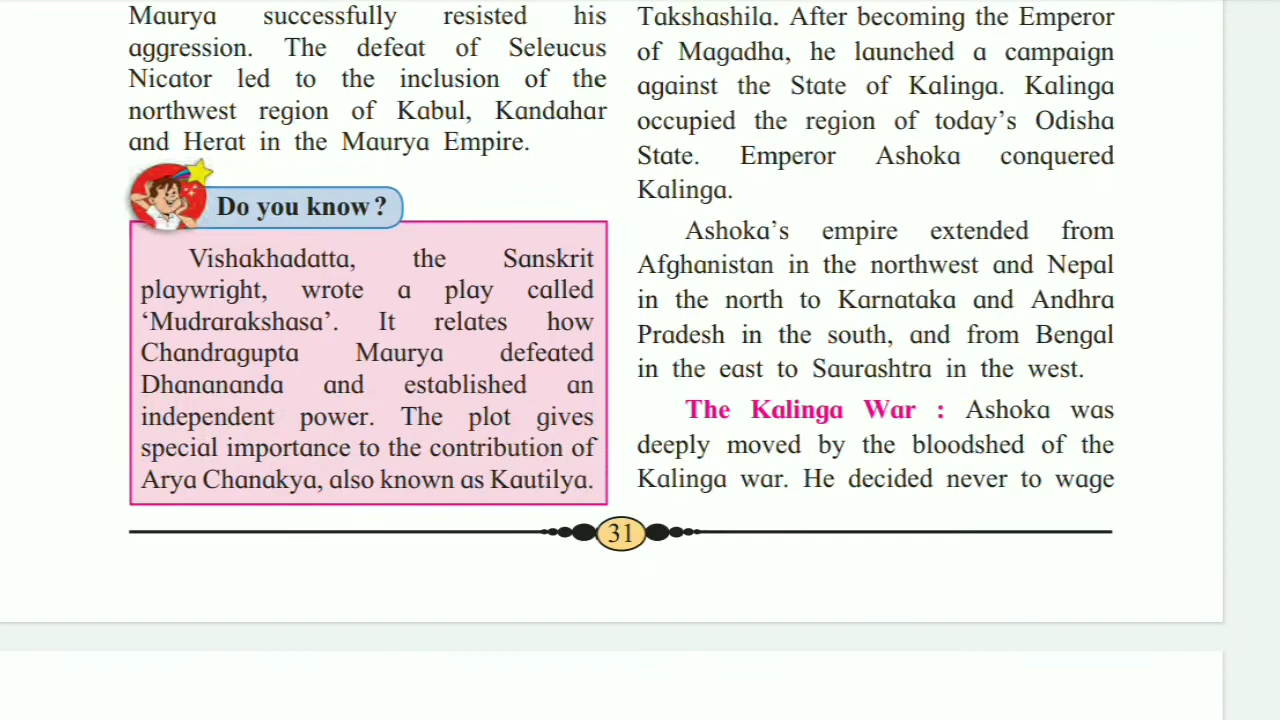 Maurya successfully resisted his
aggression. The defeat of Seleucus
Nicator led to the inclusion of the
northwest region of Kabul, Kandahar
and Herat in the Maurya Empire.
Do you know?
Vishakhadatta, the Sanskrit
playwright, wrote a play called
‘Mudrarakshasa’. It relates how
Chandragupta Maurya defeated
Dhanananda and established an
independent power. The plot gives
special importance to the contribution of
Arya Chanakya, also known as Kautilya.
Takshashila. After becoming the Emperor
of Magadha, he launched a campaign
against the State of Kalinga. Kalinga
occupied the region of today’s Odisha
State. Emperor Ashoka conquered
Kalinga.
Ashoka’s empire extended from
Afghanistan in the northwest and Nepal
in the north to Karnataka and Andhra
Pradesh in the south, and from Bengal
in the east to Saurashtra in the west.
The Kalinga War : Ashoka was
deeply moved by the bloodshed of the
Kalinga war. He decided never to wage
31